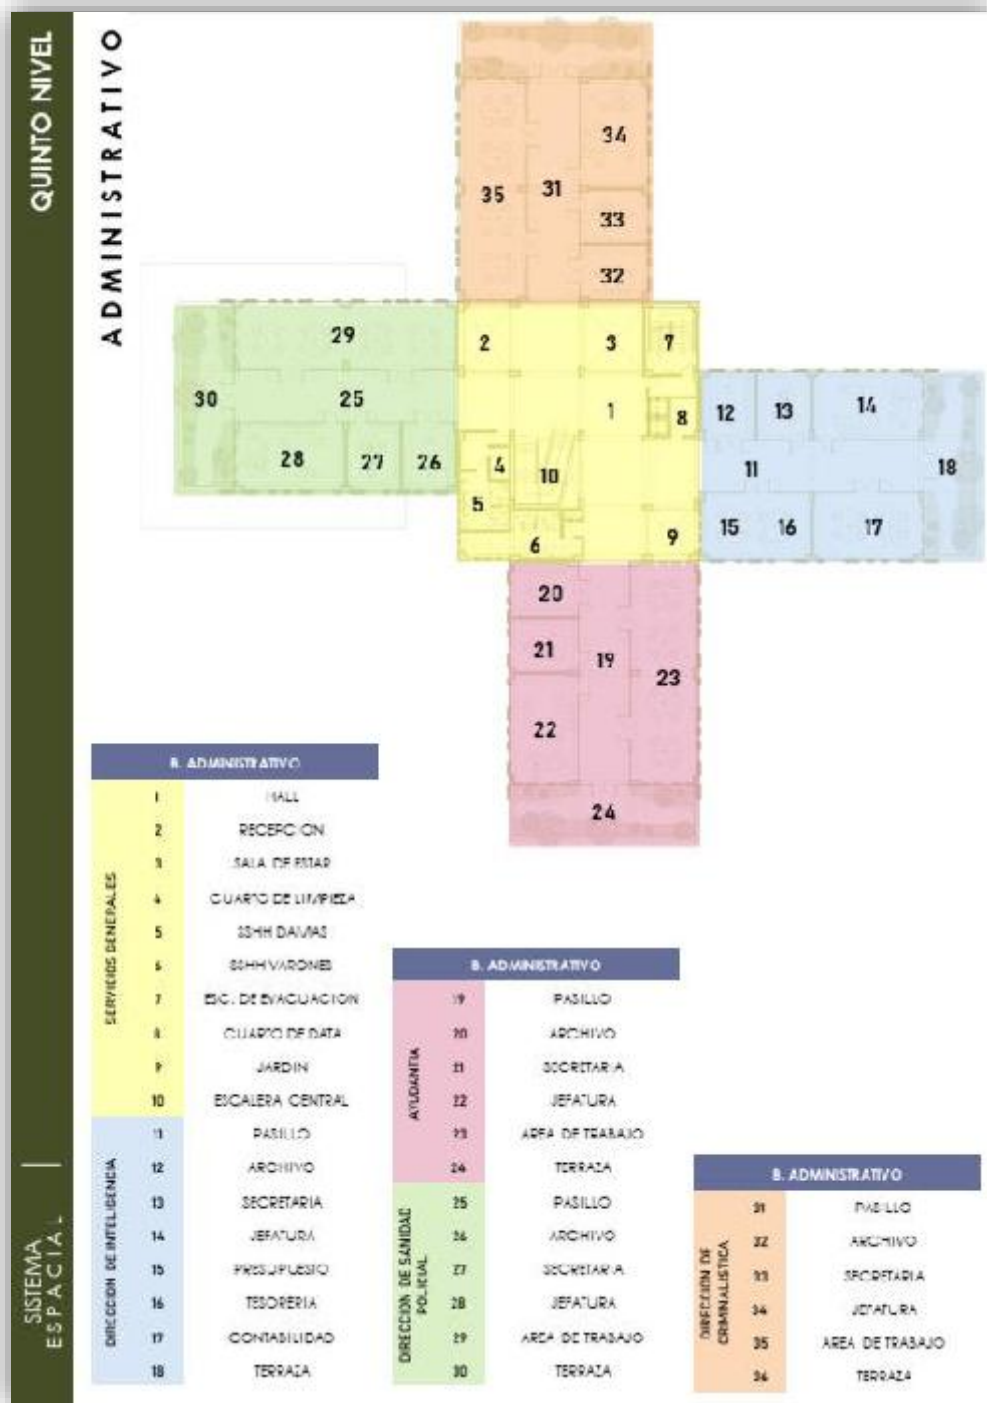 QUINTO NIVEL
ADMINISTRATIVO
34
35
31
33
32
29
2
3
7
30
25
1
8
12
13
14
28
27
26
4
10
11
18
5
6
9
15
16
17
20
21
19
23
22
24
B. ADMINISTRATIVO
SERVICIOS GENERALES
1 HALL
2 RECEPCION
3 SALA DE ESTAR
4 CUARTO DE LIMPIEZA
5 SSHH DAMAS
6 SSHH VARONES
7 ESC. DE EVACUACION
8 CUARTO DE DATA
9 JARDIN
10 ESCALERA CENTRAL
DIRECCION DE INTELIGENCIA
11 PASILLO
12 ARCHIVO
13 SECRETARIA
14 JEFATURA
15 PRESUPUESTO
16 TESORERIA
17 CONTABILIDAD
18 TERRAZA
B. ADMINISTRATIVO
AYUDANTIA
19 PASILLO
20 ARCHIVO
21 SECRETARIA
22 JEFATURA
23 AREA DE TRABAJO
24 TERRAZA
DIRECCION DE SANIDAD
POLICIAL
25 PASILLO
26 ARCHIVO
27 SECRETARIA
28 JEFATURA
29 AREA DE TRABAJO
30 TERRAZA
B. ADMINISTRATIVO
DIRECCION DE
CRIMINALISTICA
31 PASILLO
32 ARCHIVO
33 SECRETARIA
34 JEFATURA
35 AREA DE TRABAJO
36 TERRAZA
SISTEMA
ESPACIAL